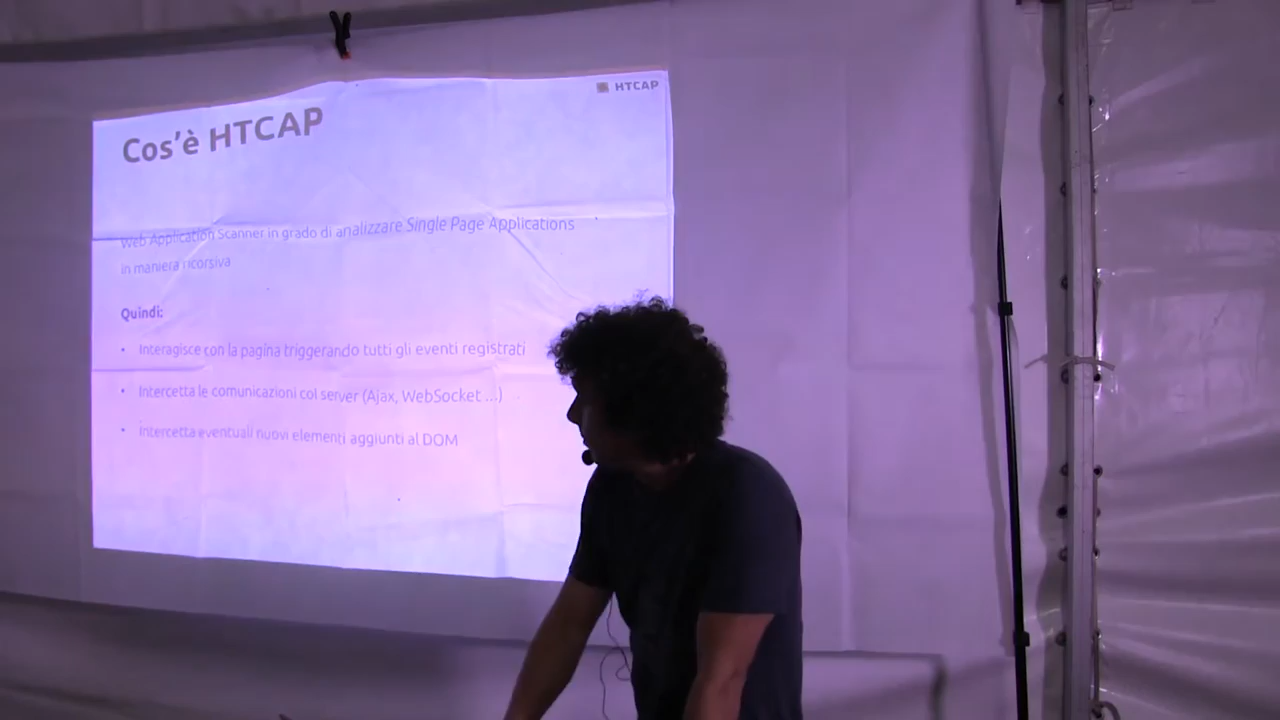 HTCAP
Cos'è HTCAP
Web Application Scanner in grado di analizzare Single Page Applications
in maniera ricorsiva
Quindi:
• Interagisce con la pagina triggerando tutti gli eventi registrati
• Intercetta le comunicazioni col server (Ajax, WebSocket ...)
• Intercetta eventuali nuovi elementi aggiunti al DOM